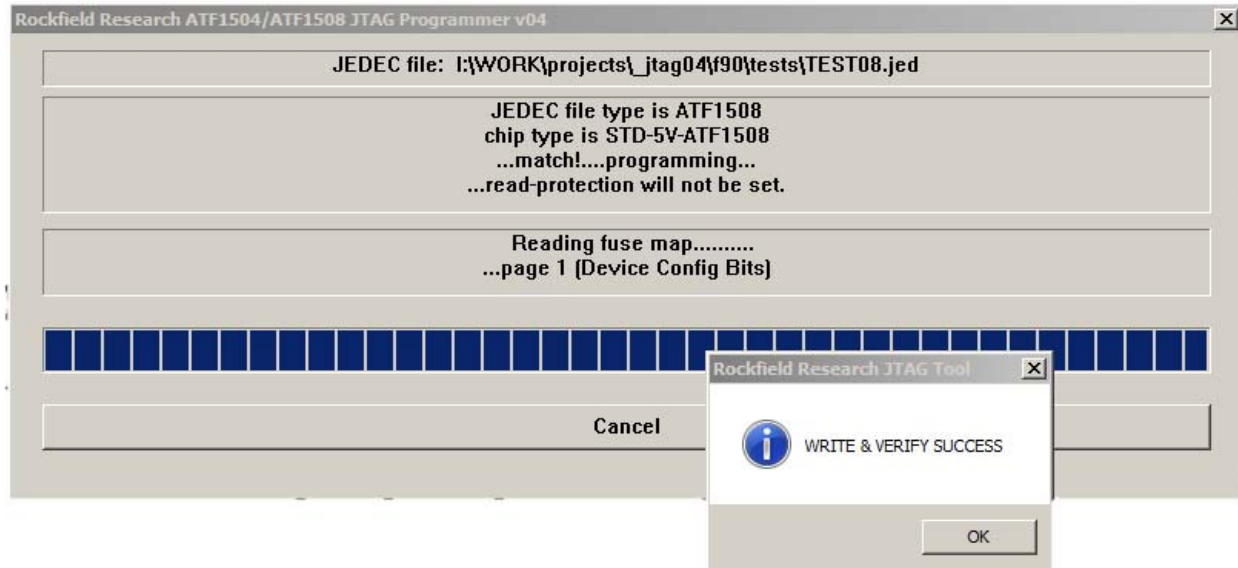 Rockfield Research ATF1504/ATF1508 JTAG Programmer v04
JEDEC file: I:\WORK\projects\_jtag04\f90\tests\TEST08.jed
JEDEC file type is ATF1508
chip type is STD-5V-ATF1508
...match!....programming...
...read-protection will not be set.
Reading fuse map..........
...page 1 (Device Config Bits)
Cancel
Rockfield Research JTAG Tool
WRITE & VERIFY SUCCESS
OK